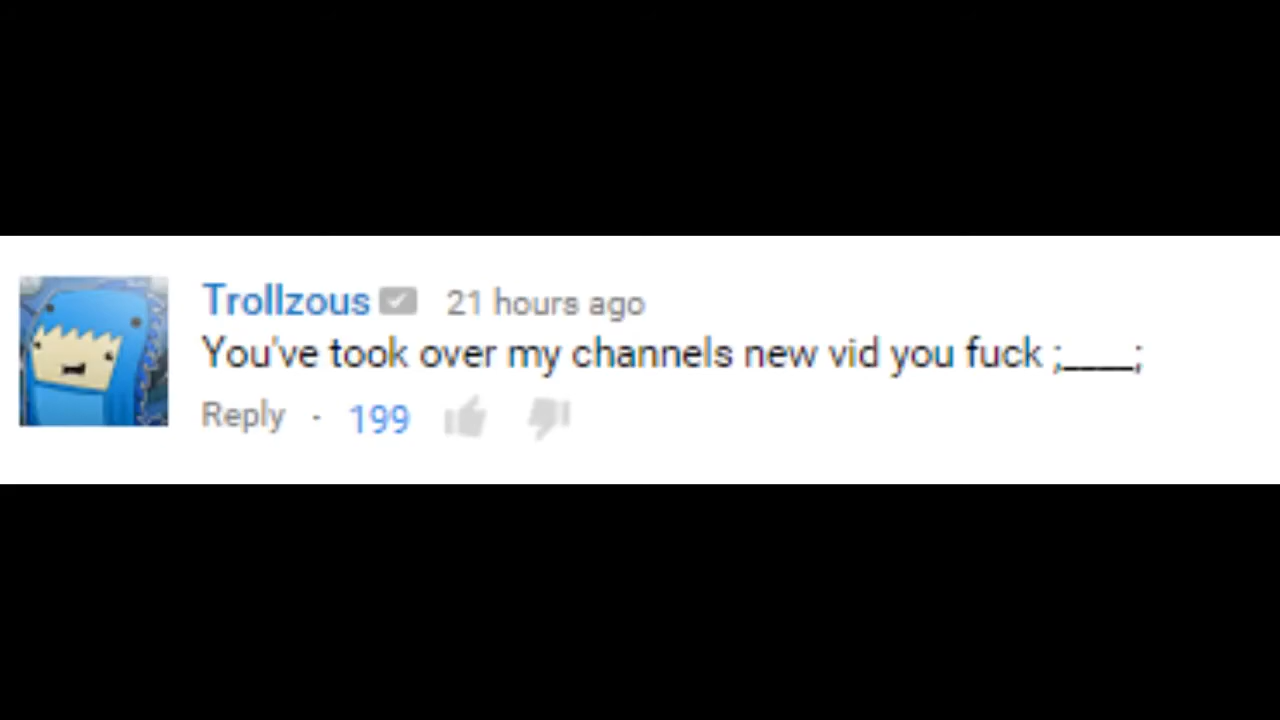 Trollzous 21 hours ago
You've took over my channels new vid you fuck ;____;
Reply · 199